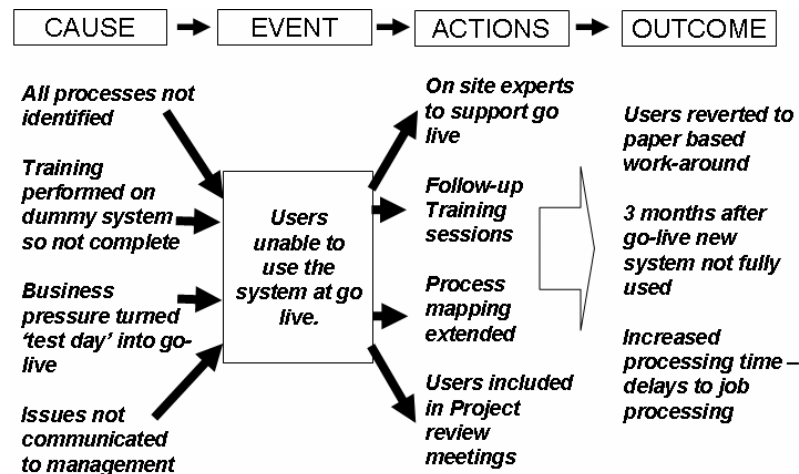 CAUSE
EVENT
ACTIONS
OUTCOME
All processes not
identified
Training
performed on
dummy system
so not complete
Business
pressure turned
‘test day’ into go-
live
Issues not
communicated
to management
Users
unable to
use the
system at go
live.
On site experts
to support go
live
Follow-up
Training
sessions
Process
mapping
extended
Users included
in Project
review
meetings
Users reverted to
paper based
work-around
3 months after
go-live new
system not fully
used
Increased
processing time –
delays to job
processing